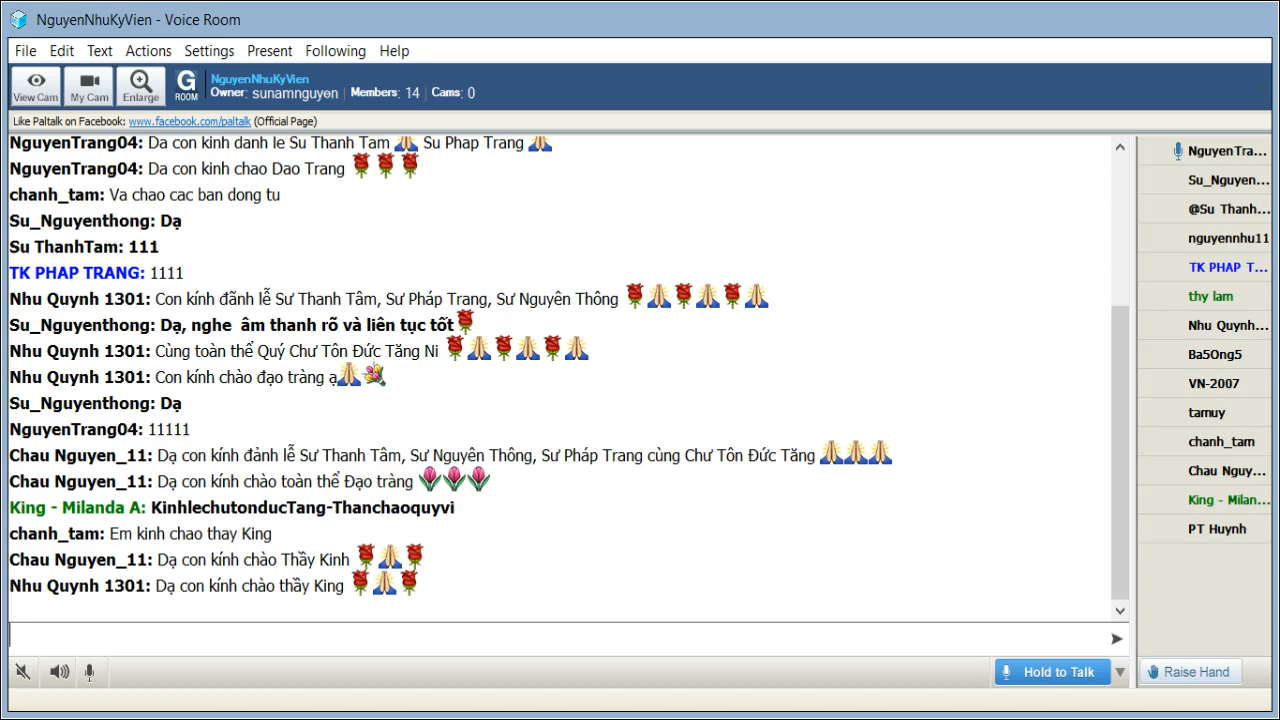 NguyenNhuKyVien - Voice Room
File Edit Text Actions Settings Present Following Help
View Cam My Cam Enlarge G ROOM
NguyenNhuKyVien
Owner: sunamnguyen | Members: 14 | Cams: 0
Like Paltalk on Facebook: www.facebook.com/paltalk (Official Page)
NguyenTrang04: Da con kinh danh le Su Thanh Tam 🙏 Su Phap Trang 🙏
NguyenTrang04: Da con kinh chao Dao Trang 🌹🌹🌹
chanh_tam: Va chao cac ban dong tu
Su_Nguyenthong: Dạ
Su ThanhTam: 111
TK PHAP TRANG: 1111
Nhu Quynh 1301: Con kính đãnh lễ Sư Thanh Tâm, Sư Pháp Trang, Sư Nguyên Thông 🌹🙏🌹🙏🌹🙏
Su_Nguyenthong: Dạ, nghe âm thanh rõ và liên tục tốt🌹
Nhu Quynh 1301: Cùng toàn thể Quý Chư Tôn Đức Tăng Ni 🌹🙏🌹🙏🌹🙏
Nhu Quynh 1301: Con kính chào đạo tràng ạ🙏💐
Su_Nguyenthong: Dạ
NguyenTrang04: 11111
Chau Nguyen_11: Dạ con kính đảnh lễ Sư Thanh Tâm, Sư Nguyên Thông, Sư Pháp Trang cùng Chư Tôn Đức Tăng 🙏🙏🙏
Chau Nguyen_11: Dạ con kính chào toàn thể Đạo tràng 🌷🌷🌷
King - Milanda A: KinhlechutonducTang-Thanchaoquyvi
chanh_tam: Em kinh chao thay King
Chau Nguyen_11: Dạ con kính chào Thầy Kinh 🌹🙏🌹
Nhu Quynh 1301: Dạ con kính chào thầy King 🌹🙏🌹
NguyenTra...
Su_Nguyen...
@Su Thanh...
nguyennhu11
TK PHAP T...
thy lam
Nhu Quynh...
Ba5Ong5
VN-2007
tamuy
chanh_tam
Chau Nguy...
King - Milan...
PT Huynh
Hold to Talk
Raise Hand